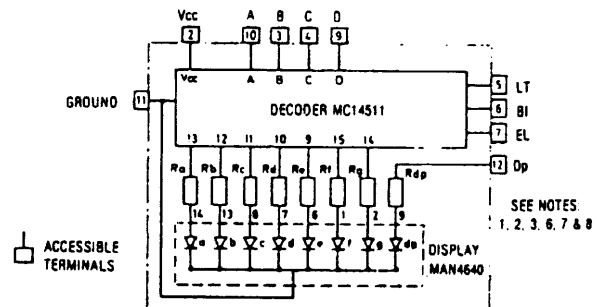 Vcc A B C D
2 10 3 4 9
Vcc A B C D
GROUND 11
DECODER MC14511
5 LT
6 BI
7 EL
13 12 11 10 9 15 14
12 Dp
Ra Rb Rc Rd Re Rf Rg Rdp
14 13 8 7 6 1 2 9
a b c d e f g dp
SEE NOTES:
1, 2, 3, 6, 7 & 8
DISPLAY
MAN4640
ACCESSIBLE
TERMINALS